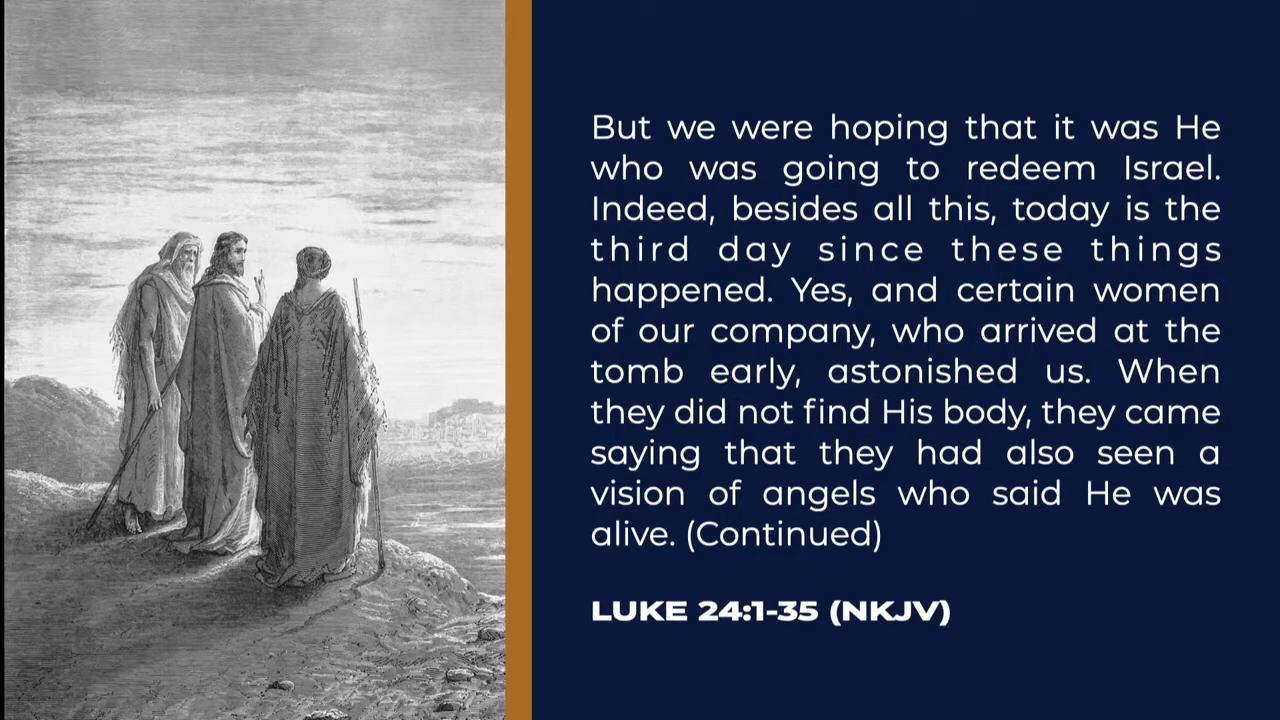 But we were hoping that it was He
who was going to redeem Israel.
Indeed, besides all this, today is the
third day since these things
happened. Yes, and certain women
of our company, who arrived at the
tomb early, astonished us. When
they did not find His body, they came
saying that they had also seen a
vision of angels who said He was
alive. (Continued)
LUKE 24:1-35 (NKJV)